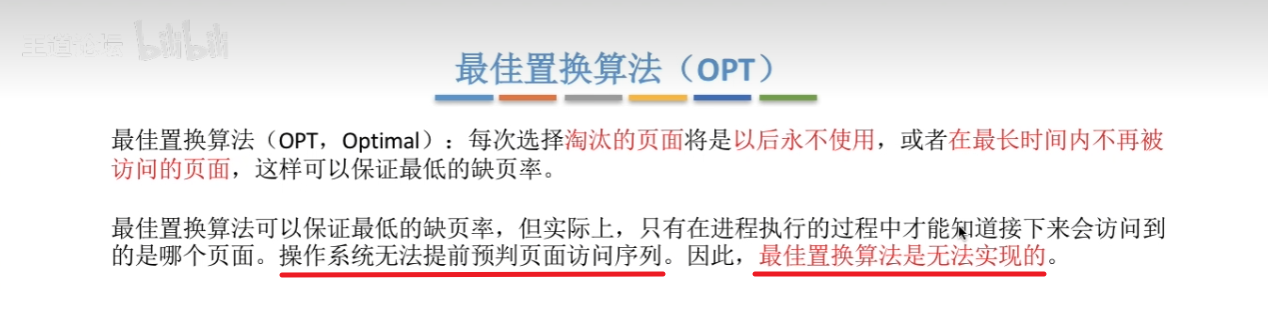 王道论坛 bilibili
最佳置换算法（OPT）
最佳置换算法（OPT，Optimal）：每次选择淘汰的页面将是以后永不使用，或者在最长时间内不再被
访问的页面，这样可以保证最低的缺页率。
最佳置换算法可以保证最低的缺页率，但实际上，只有在进程执行的过程中才能知道接下来会访问到
的是哪个页面。操作系统无法提前预判页面访问序列。因此，最佳置换算法是无法实现的。